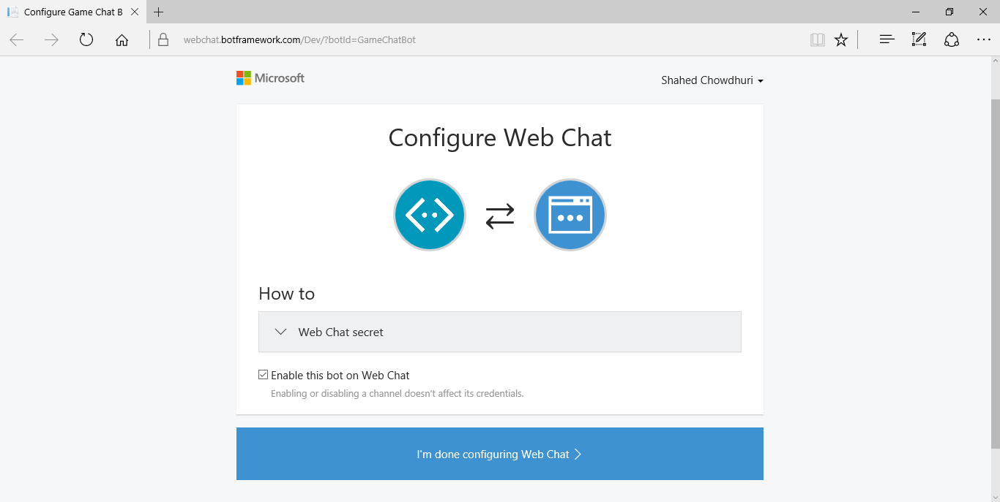 Configure Game Chat B
webchat.botframework.com/Dev/?botId=GameChatBot
Microsoft
Shahed Chowdhuri
Configure Web Chat
How to
Web Chat secret
Enable this bot on Web Chat
Enabling or disabling a channel doesn't affect its credentials.
I'm done configuring Web Chat